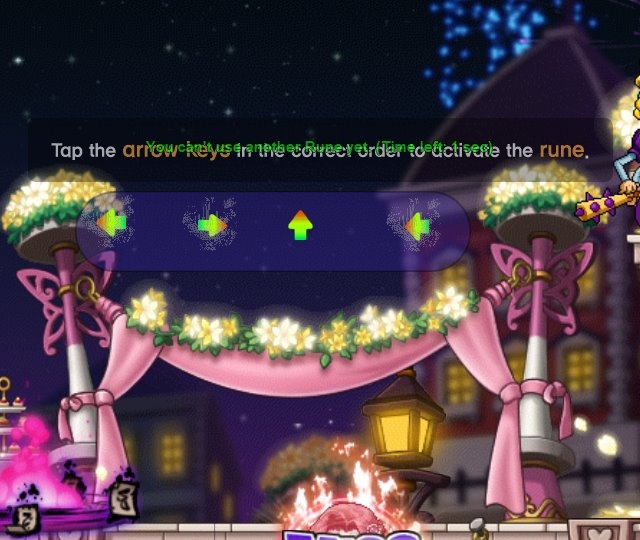 You can't use another Rune yet. (Time left: 1 sec)
Tap the arrow keys in the correct order to activate the rune.